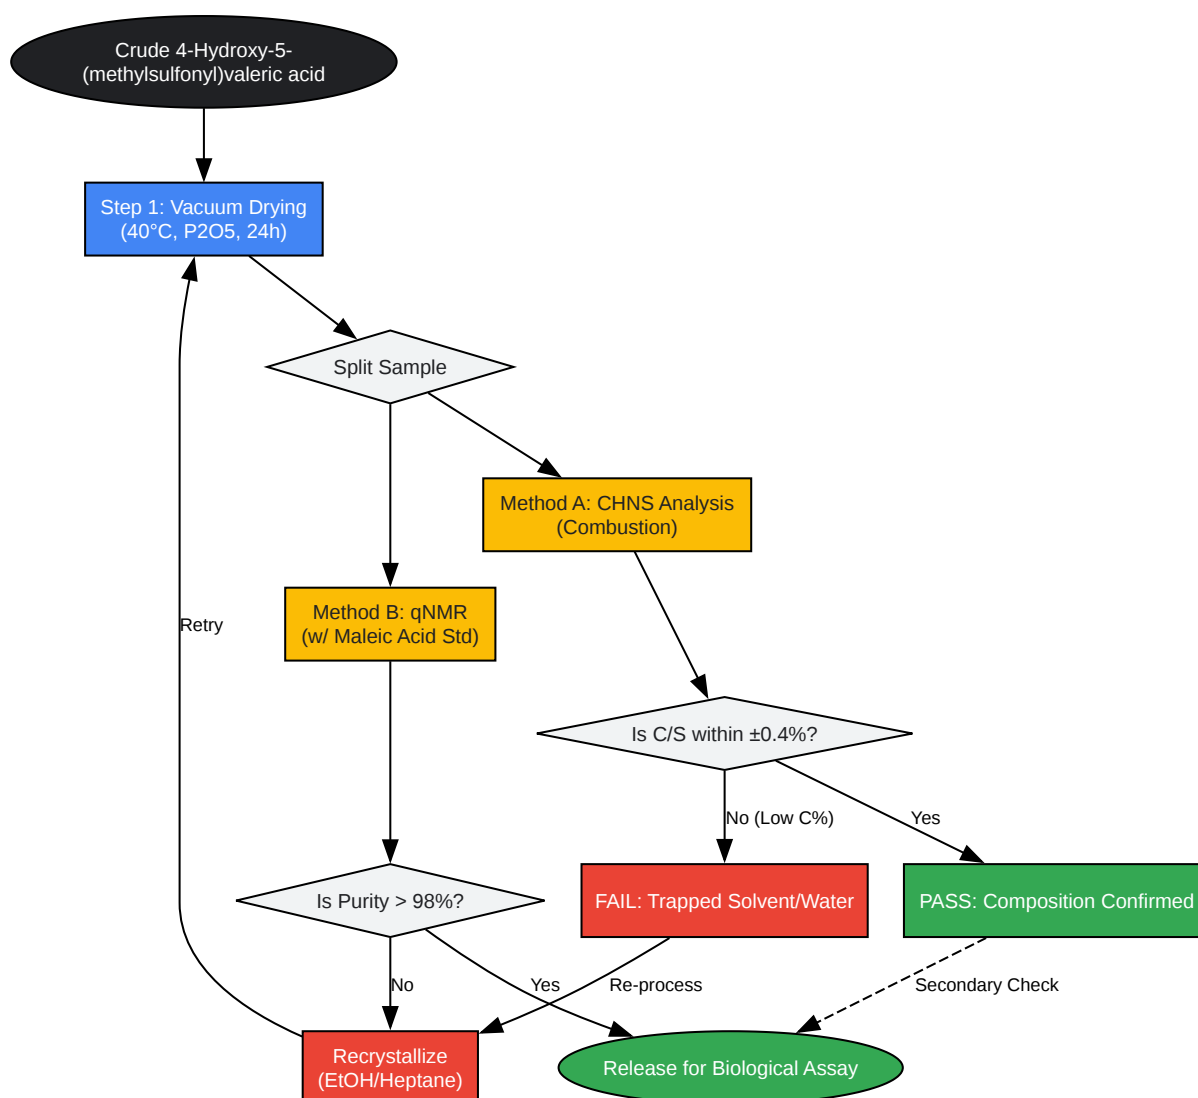 Crude 4-Hydroxy-5-
(methylsulfonyl)valeric acid
Step 1: Vacuum Drying
(40°C, P2O5, 24h)
Split Sample
Method A: CHNS Analysis
(Combustion)
Method B: qNMR
(w/ Maleic Acid Std)
Retry
Is C/S within ±0.4%?
No (Low C%)
Yes
Is Purity > 98%?
FAIL: Trapped Solvent/Water
PASS: Composition Confirmed
No
Yes
Re-process
Secondary Check
Recrystallize
(EtOH/Heptane)
Release for Biological Assay